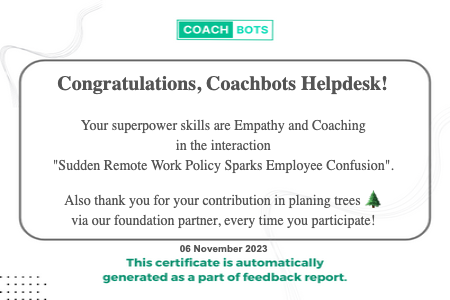 COACH BOTS
Congratulations, Coachbots Helpdesk!
Your superpower skills are Empathy and Coaching
in the interaction
"Sudden Remote Work Policy Sparks Employee Confusion".
Also thank you for your contribution in planing trees 🌲
via our foundation partner, every time you participate!
06 November 2023
This certificate is automatically
generated as a part of feedback report.